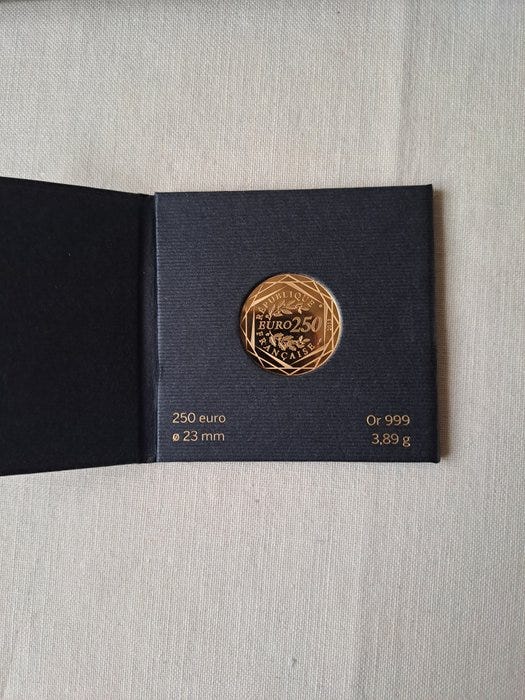 RÉPUBLIQUE
EURO 250
FRANÇAISE
250 euro
ø 23 mm
Or 999
3,89 g